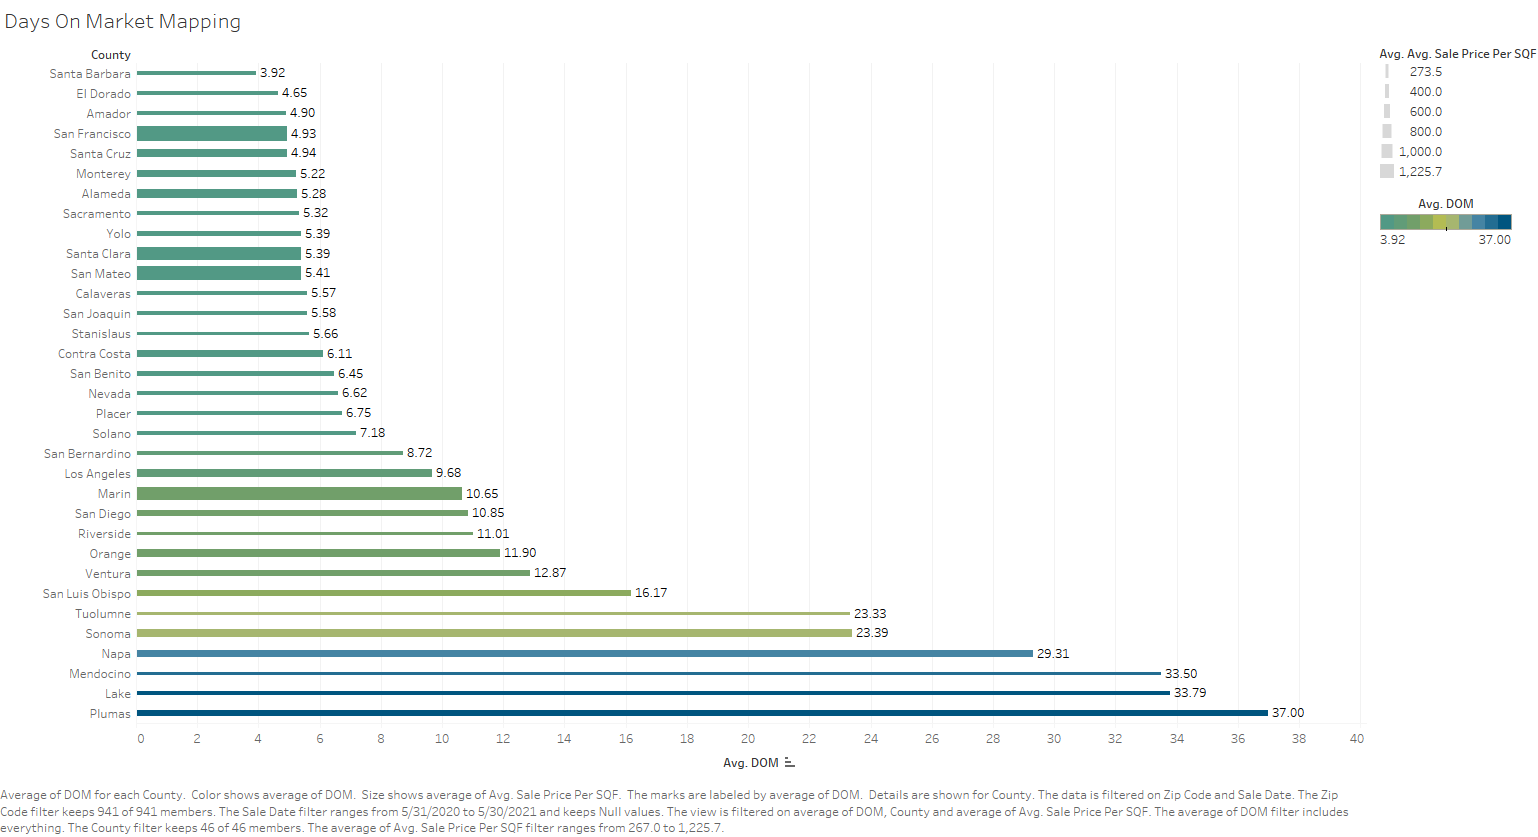 Days On Market Mapping
County
Santa Barbara 3.92
El Dorado 4.65
Amador 4.90
San Francisco 4.93
Santa Cruz 4.94
Monterey 5.22
Alameda 5.28
Sacramento 5.32
Yolo 5.39
Santa Clara 5.39
San Mateo 5.41
Calaveras 5.57
San Joaquin 5.58
Stanislaus 5.66
Contra Costa 6.11
San Benito 6.45
Nevada 6.62
Placer 6.75
Solano 7.18
San Bernardino 8.72
Los Angeles 9.68
Marin 10.65
San Diego 10.85
Riverside 11.01
Orange 11.90
Ventura 12.87
San Luis Obispo 16.17
Tuolumne 23.33
Sonoma 23.39
Napa 29.31
Mendocino 33.50
Lake 33.79
Plumas 37.00
0 2 4 6 8 10 12 14 16 18 20 22 24 26 28 30 32 34 36 38 40
Avg. DOM
Avg. Avg. Sale Price Per SQF
273.5
400.0
600.0
800.0
1,000.0
1,225.7
Avg. DOM
3.92 37.00
Average of DOM for each County.  Color shows average of DOM.  Size shows average of Avg. Sale Price Per SQF.  The marks are labeled by average of DOM.  Details are shown for County. The data is filtered on Zip Code and Sale Date. The Zip
Code filter keeps 941 of 941 members. The Sale Date filter ranges from 5/31/2020 to 5/30/2021 and keeps Null values. The view is filtered on average of DOM, County and average of Avg. Sale Price Per SQF. The average of DOM filter includes
everything. The County filter keeps 46 of 46 members. The average of Avg. Sale Price Per SQF filter ranges from 267.0 to 1,225.7.